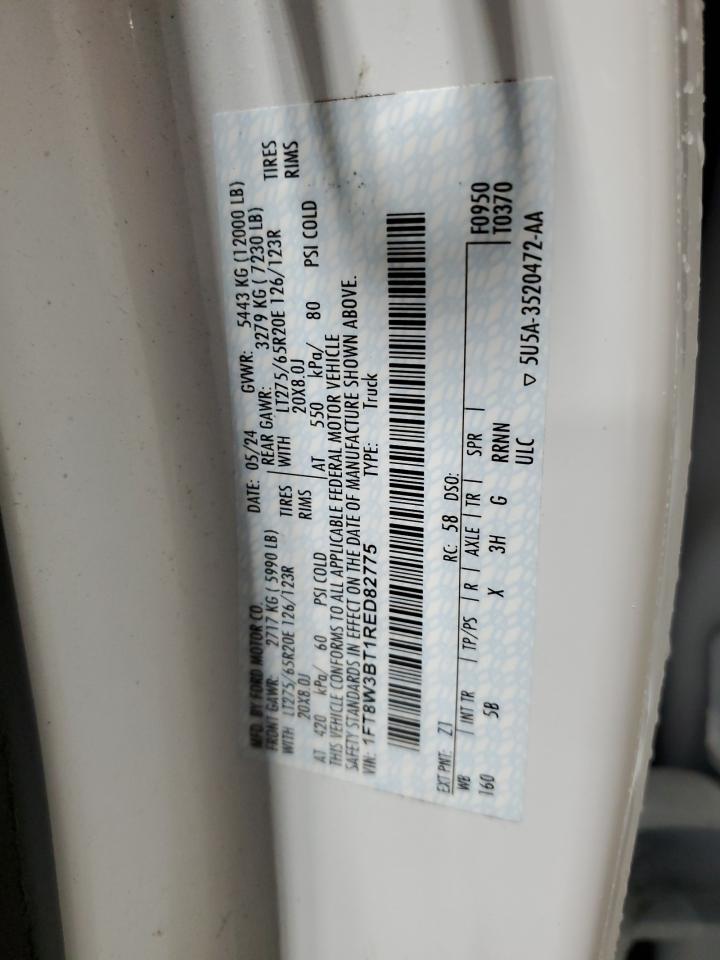 MFD. BY FORD MOTOR CO.
DATE: 05/24 GVWR: 5443 KG (12000 LB)
FRONT GAWR: 2717 KG ( 5990 LB) REAR GAWR: 3279 KG ( 7230 LB)
WITH LT275/65R20E 126/123R TIRES WITH LT275/65R20E 126/123R TIRES
20X8.0J RIMS 20X8.0J RIMS
AT 420 kPa/ 60 PSI COLD AT 550 kPa/ 80 PSI COLD
THIS VEHICLE CONFORMS TO ALL APPLICABLE FEDERAL MOTOR VEHICLE
SAFETY STANDARDS IN EFFECT ON THE DATE OF MANUFACTURE SHOWN ABOVE.
VIN: 1FT8W3BT1RED82775 TYPE: Truck
EXT PNT: Z1 RC: 58 DSO: F0950
WB INT TR TP/PS R AXLE TR SPR T0370
160 5B X 3H G RRNN
ULC ▽ 5U5A-3520472-AA